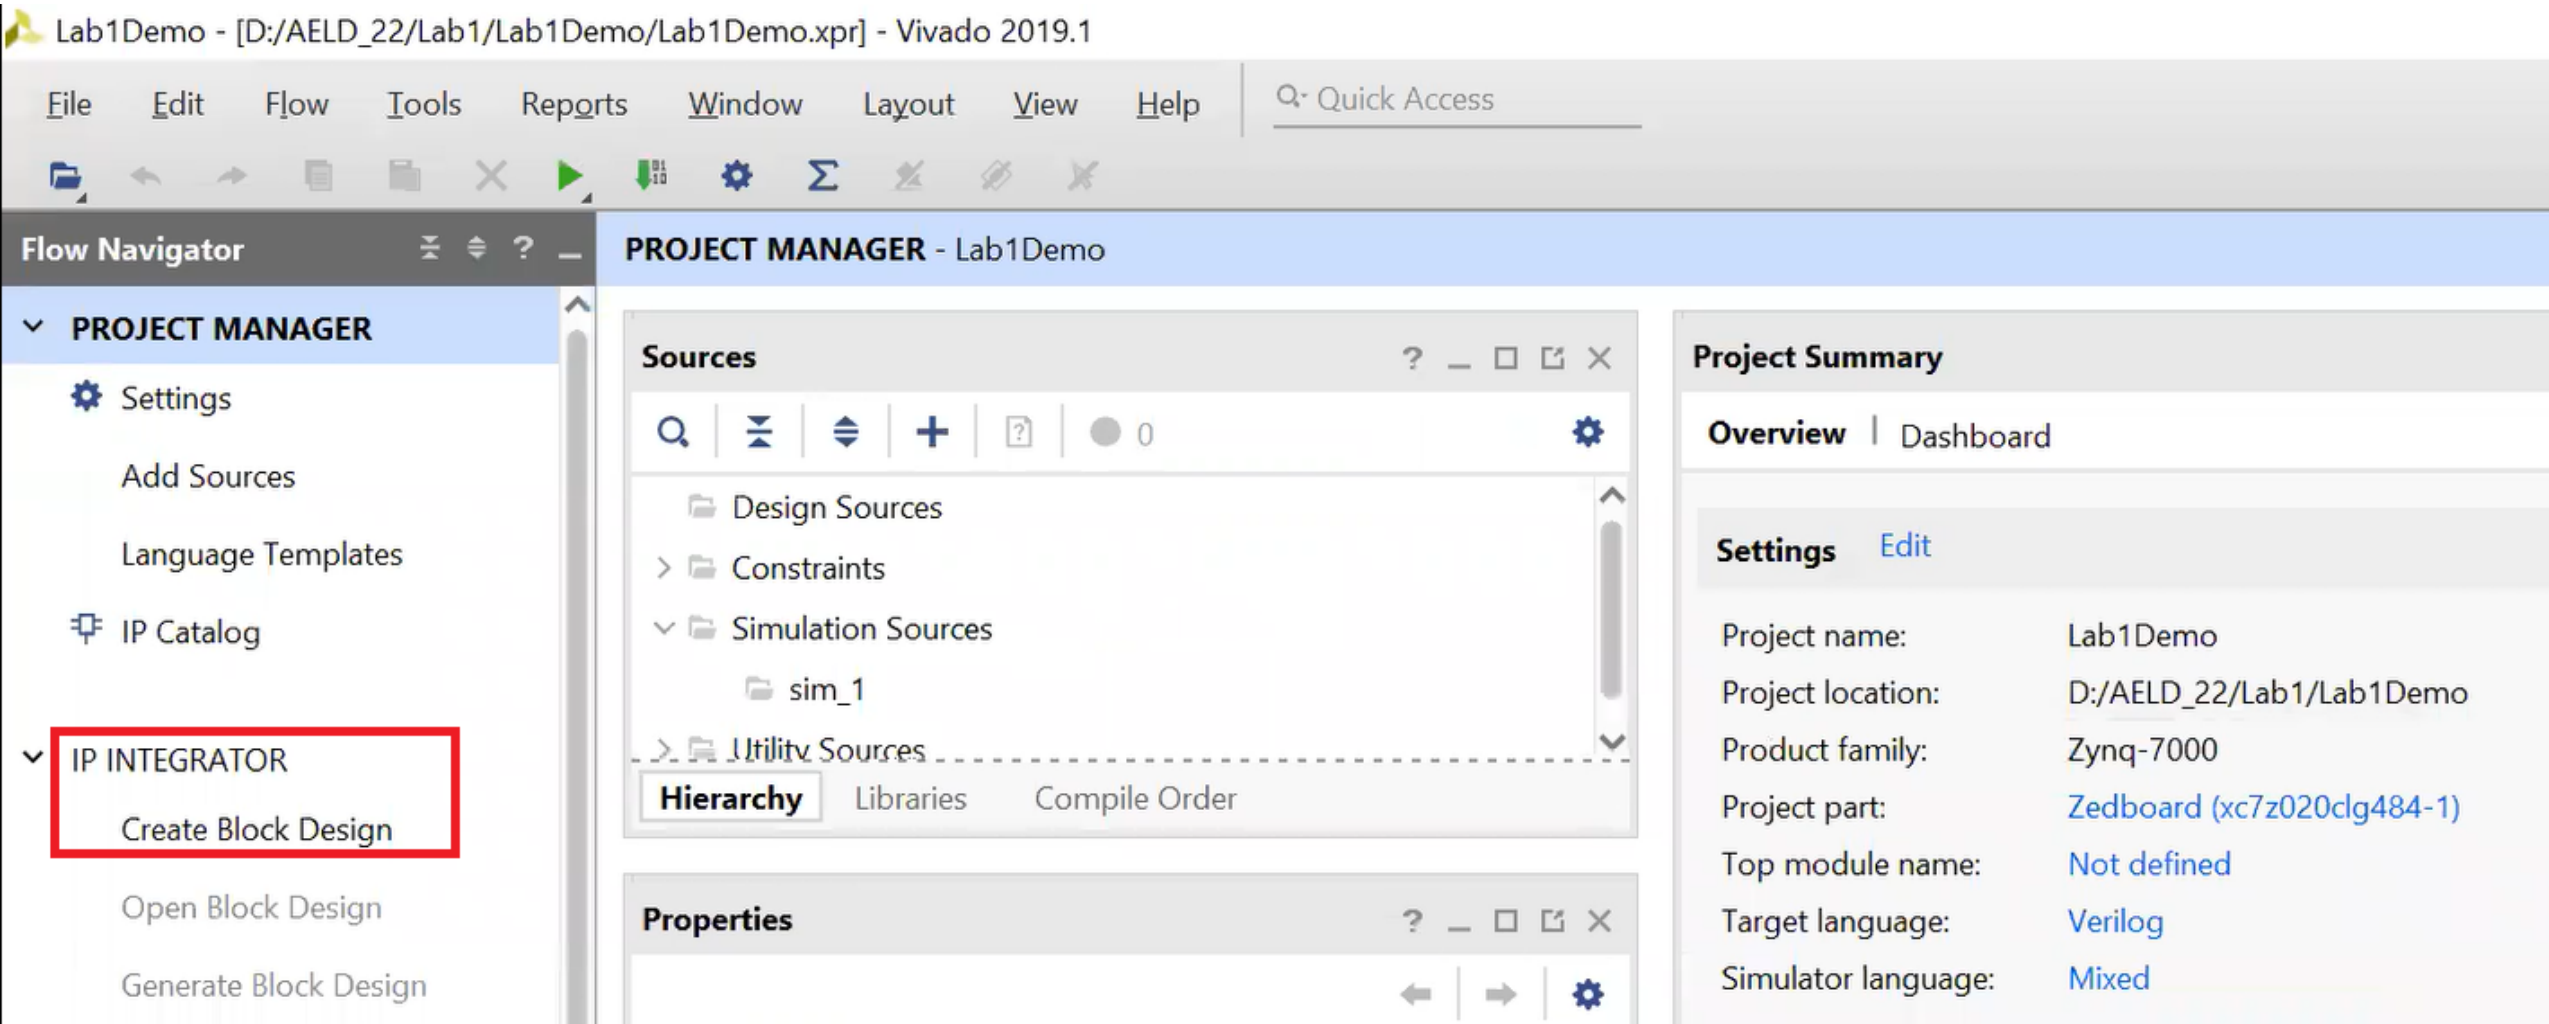 Lab1Demo - [D:/AELD_22/Lab1/Lab1Demo/Lab1Demo.xpr] - Vivado 2019.1
File Edit Flow Tools Reports Window Layout View Help Quick Access
Flow Navigator
PROJECT MANAGER
Settings
Add Sources
Language Templates
IP Catalog
IP INTEGRATOR
Create Block Design
Open Block Design
Generate Block Design
PROJECT MANAGER - Lab1Demo
Sources
0
Design Sources
Constraints
Simulation Sources
sim_1
Utility Sources
Hierarchy Libraries Compile Order
Properties
Project Summary
Overview | Dashboard
Settings Edit
Project name: Lab1Demo
Project location: D:/AELD_22/Lab1/Lab1Demo
Product family: Zynq-7000
Project part: Zedboard (xc7z020clg484-1)
Top module name: Not defined
Target language: Verilog
Simulator language: Mixed